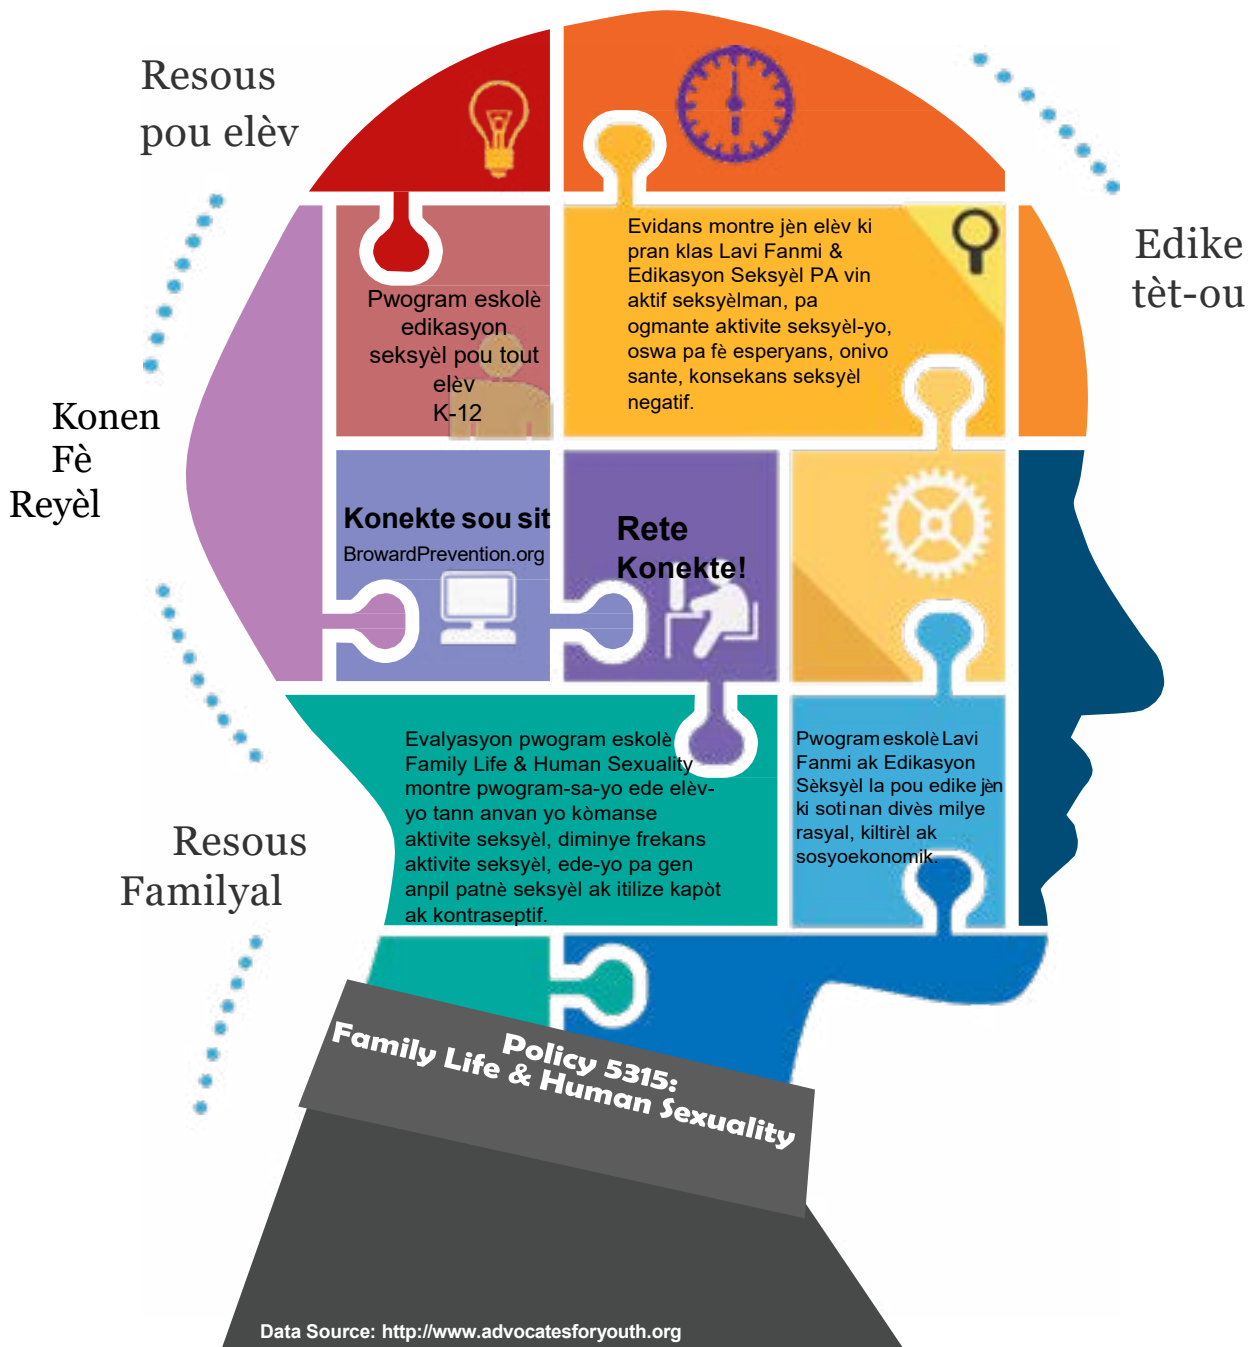 Resous
pou elèv
Edike
tèt-ou
Konen
Fè
Reyèl
Resous
Familyal
Pwogram eskolè
edikasyon
seksyèl pou tout
elèv
K-12
Evidans montre jèn elèv ki
pran klas Lavi Fanmi &
Edikasyon Seksyèl PA vin
aktif seksyèlman, pa
ogmante aktivite seksyèl-yo,
oswa pa fè esperyans, onivo
sante, konsekans seksyèl
negatif.
Konekte sou sit
BrowardPrevention.org
Rete
Konekte!
Evalyasyon pwogram eskolè
Family Life & Human Sexuality
montre pwogram-sa-yo ede elèv-
yo tann anvan yo kòmanse
aktivite seksyèl, diminye frekans
aktivite seksyèl, ede-yo pa gen
anpil patnè seksyèl ak itilize kapòt
ak kontraseptif.
Pwogram eskolè Lavi
Fanmi ak Edikasyon
Sèksyèl la pou edike jèn
ki soti nan divès milye
rasyal, kiltirèl ak
sosyoekonomik.
Policy 5315:
Family Life & Human Sexuality
Data Source: http://www.advocatesforyouth.org